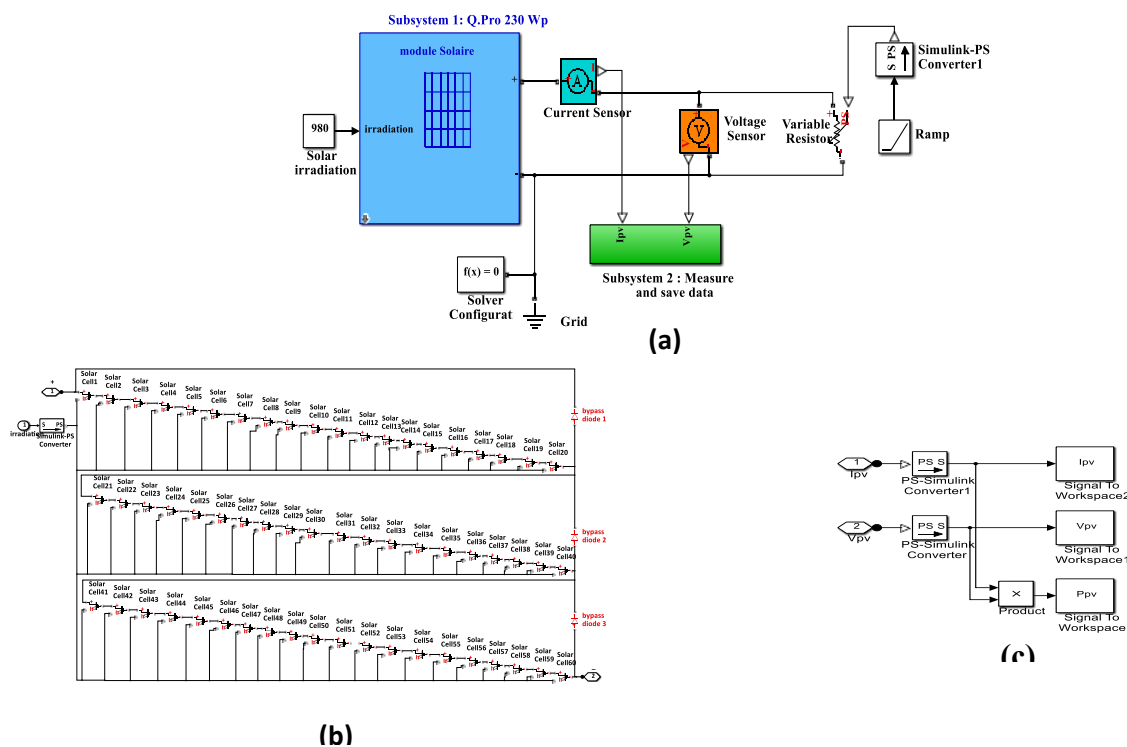 Subsystem 1: Q.Pro 230 Wp
module Solaire
irradiation
+
-
980
Solar
irradiation
A
I
Current Sensor
V
Voltage
Sensor
Variable
Resistor
PS
S PS
Simulink-PS
Converter1
Ramp
Ipv
Vpv
Subsystem 2 : Measure
and save data
f(x) = 0
Solver
Configurat
Grid
(a)
+
1
1
irradiation
S PS
Simulink-PS
Converter
Solar
Cell1
Solar
Cell2
Solar
Cell3
Solar
Cell4
Solar
Cell5
Solar
Cell6
Solar
Cell7
Solar
Cell8
Solar
Cell9
Solar
Cell10
Solar
Cell11
Solar
Cell12
Solar
Cell13
Solar
Cell14
Solar
Cell15
Solar
Cell16
Solar
Cell17
Solar
Cell18
Solar
Cell19
Solar
Cell20
bypass
diode 1
Solar
Cell21
Solar
Cell22
Solar
Cell23
Solar
Cell24
Solar
Cell25
Solar
Cell26
Solar
Cell27
Solar
Cell28
Solar
Cell29
Solar
Cell30
Solar
Cell31
Solar
Cell32
Solar
Cell33
Solar
Cell34
Solar
Cell35
Solar
Cell36
Solar
Cell37
Solar
Cell38
Solar
Cell39
Solar
Cell40
bypass
diode 2
Solar
Cell41
Solar
Cell42
Solar
Cell43
Solar
Cell44
Solar
Cell45
Solar
Cell46
Solar
Cell47
Solar
Cell48
Solar
Cell49
Solar
Cell50
Solar
Cell51
Solar
Cell52
Solar
Cell53
Solar
Cell54
Solar
Cell55
Solar
Cell56
Solar
Cell57
Solar
Cell58
Solar
Cell59
Solar
Cell60
bypass
diode 3
-
2
(b)
1
Ipv
PS S
PS-Simulink
Converter1
Ipv
Signal To
Workspace2
2
Vpv
PS S
PS-Simulink
Converter
Vpv
Signal To
Workspace1
X
Product
Ppv
Signal To
Workspace
(c)